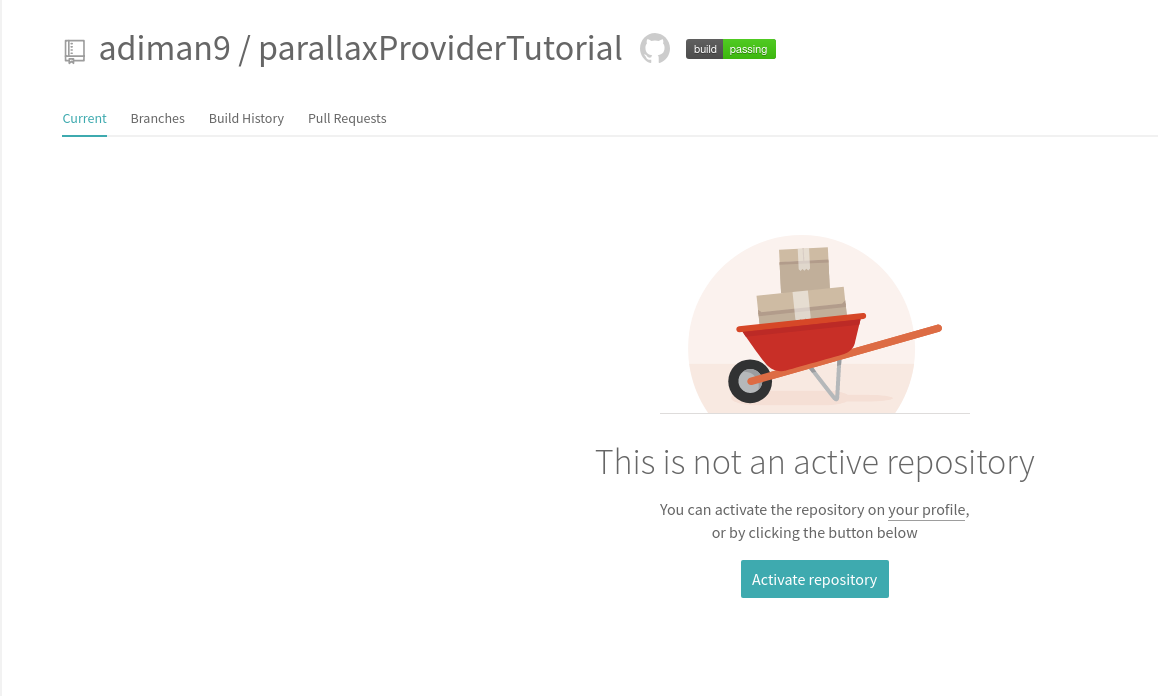 adiman9 / parallaxProviderTutorial build passing
Current Branches Build History Pull Requests
This is not an active repository
You can activate the repository on your profile,
or by clicking the button below
Activate repository